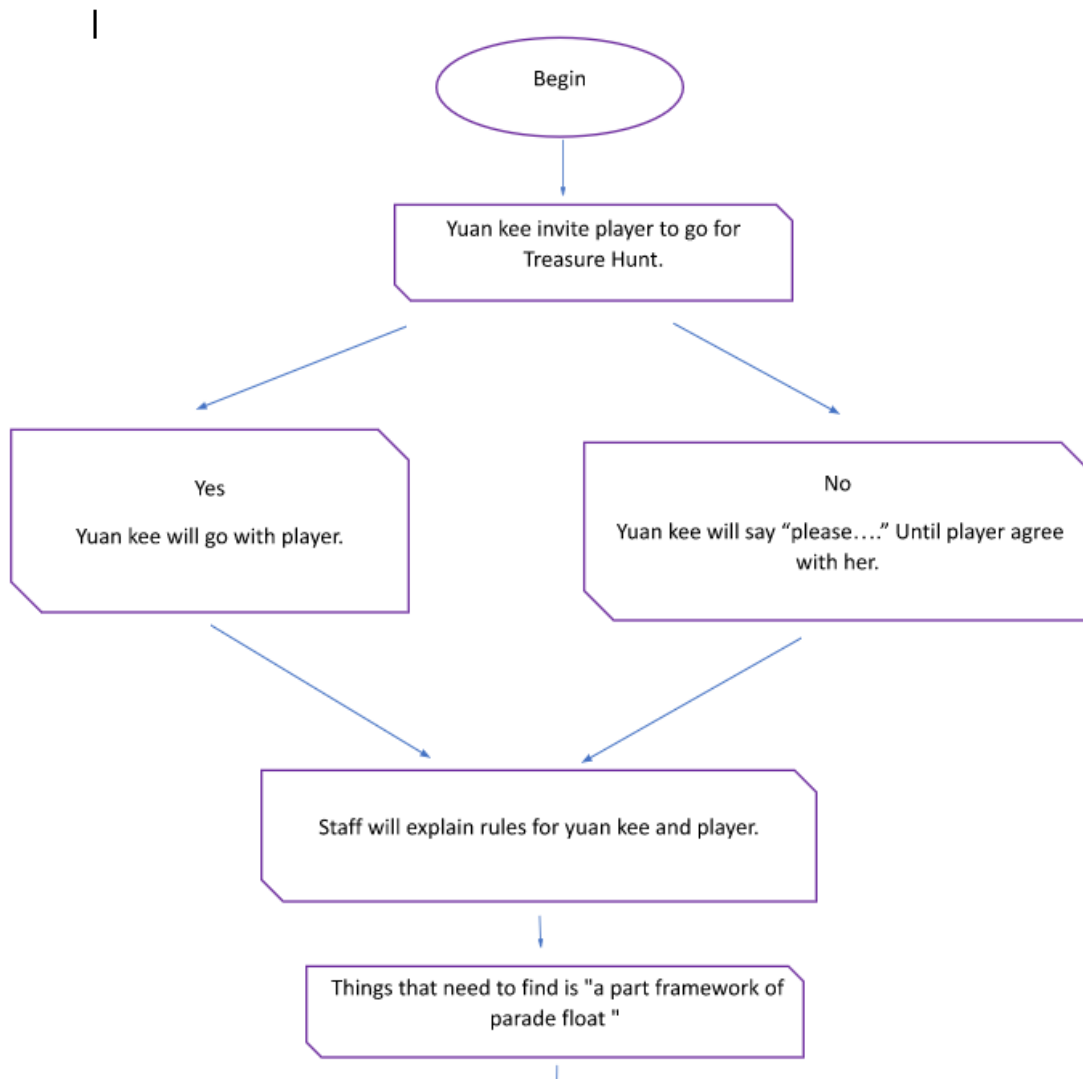 Begin
Yuan kee invite player to go for
Treasure Hunt.
Yes
Yuan kee will go with player.
No
Yuan kee will say “please....” Until player agree
with her.
Staff will explain rules for yuan kee and player.
Things that need to find is "a part framework of
parade float "